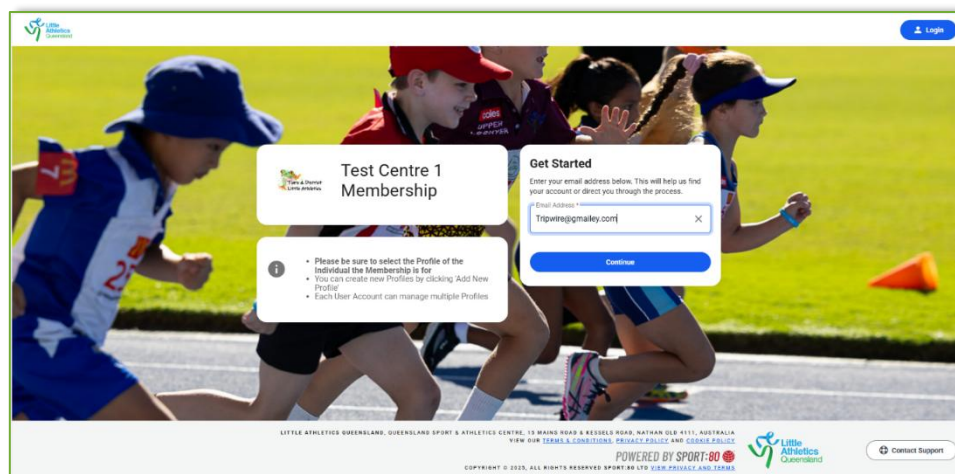 Little
Athletics
Queensland
Login
coles
7
Test Centre 1
Membership
Get Started
Enter your email address below. This will help us find
your account or direct you through the process.
Email Address *
Tripwire@gmailey.com
Continue
Please be sure to select the Profile of the
Individual the Membership is for
You can create new Profiles by clicking 'Add New
Profile'
Each User Account can manage multiple Profiles
LITTLE ATHLETICS QUEENSLAND, QUEENSLAND SPORT & ATHLETICS CENTRE, 15 MAINS ROAD & KESSELS ROAD, NATHAN QLD 4111, AUSTRALIA
VIEW OUR TERMS & CONDITIONS, PRIVACY POLICY AND COOKIE POLICY
POWERED BY SPORT:80
COPYRIGHT © 2025, ALL RIGHTS RESERVED SPORT:80 LTD VIEW PRIVACY AND TERMS
Little
Athletics
Queensland
Contact Support